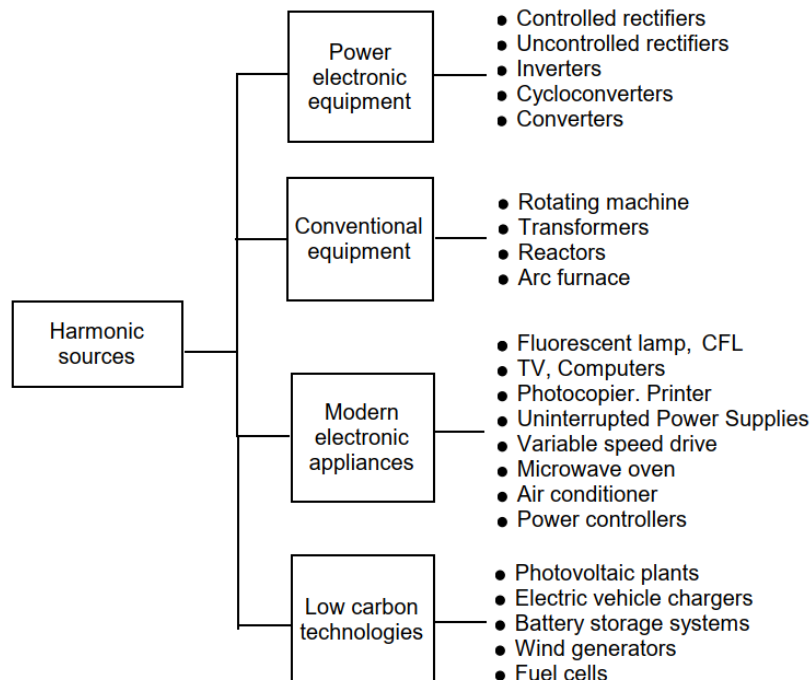 Harmonic
sources
Power
electronic
equipment
● Controlled rectifiers
● Uncontrolled rectifiers
● Inverters
● Cycloconverters
● Converters
Conventional
equipment
● Rotating machine
● Transformers
● Reactors
● Arc furnace
Modern
electronic
appliances
● Fluorescent lamp, CFL
● TV, Computers
● Photocopier. Printer
● Uninterrupted Power Supplies
● Variable speed drive
● Microwave oven
● Air conditioner
● Power controllers
Low carbon
technologies
● Photovoltaic plants
● Electric vehicle chargers
● Battery storage systems
● Wind generators
● Fuel cells